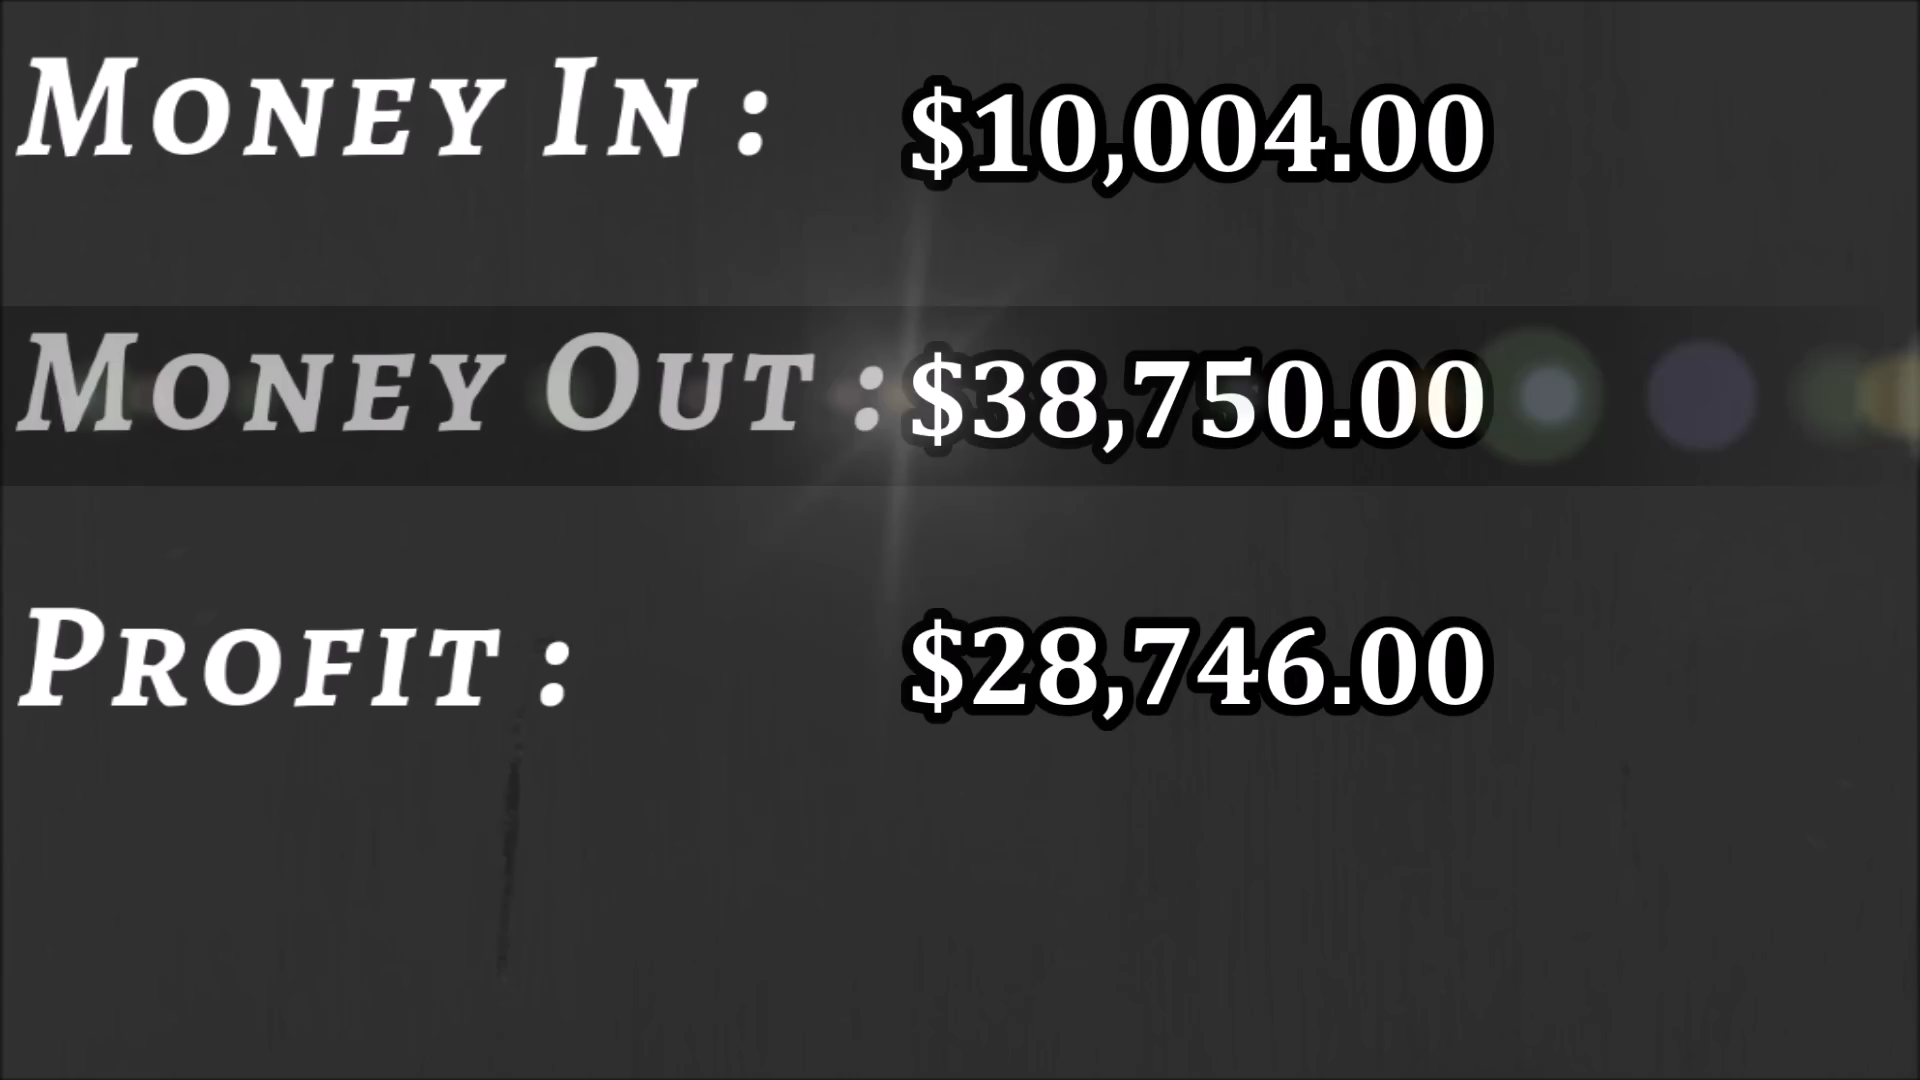 Money In : $10,004.00
Money Out : $38,750.00
Profit : $28,746.00